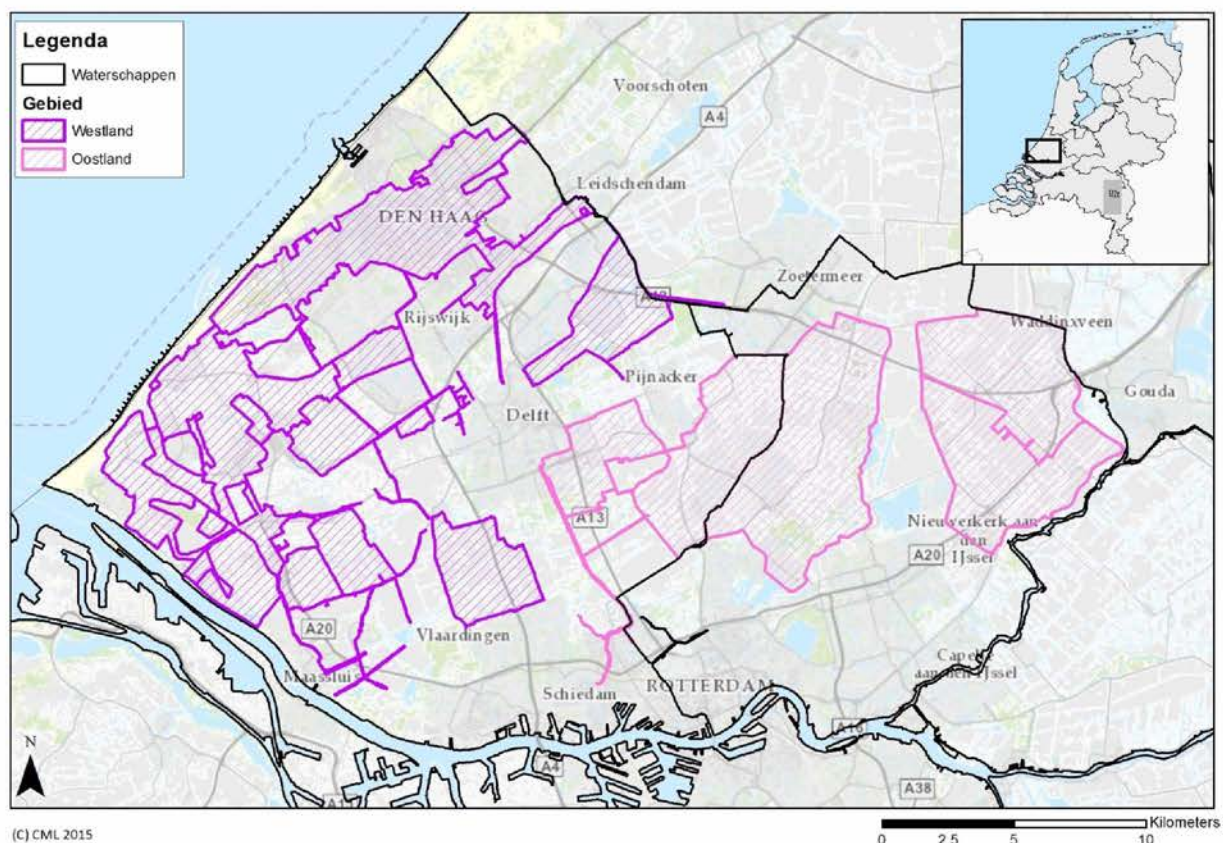 Legenda
Waterschappen
Gebied
Westland
Oostland
Voorschoten
A4
Leidschendam
DEN HAAG
Zoetermeer
A12
Rijswijk
Waddinxveen
Pijnacker
Gouda
Delft
A13
Nieuwerkerk aan
den
IJssel
A20
A20
Vlaardingen
Maassluis
Capelle
aan den IJssel
Schiedam
ROTTERDAM
A16
A4
A38
N
Kilometers
0 2.5 5 10
(C) CML 2015